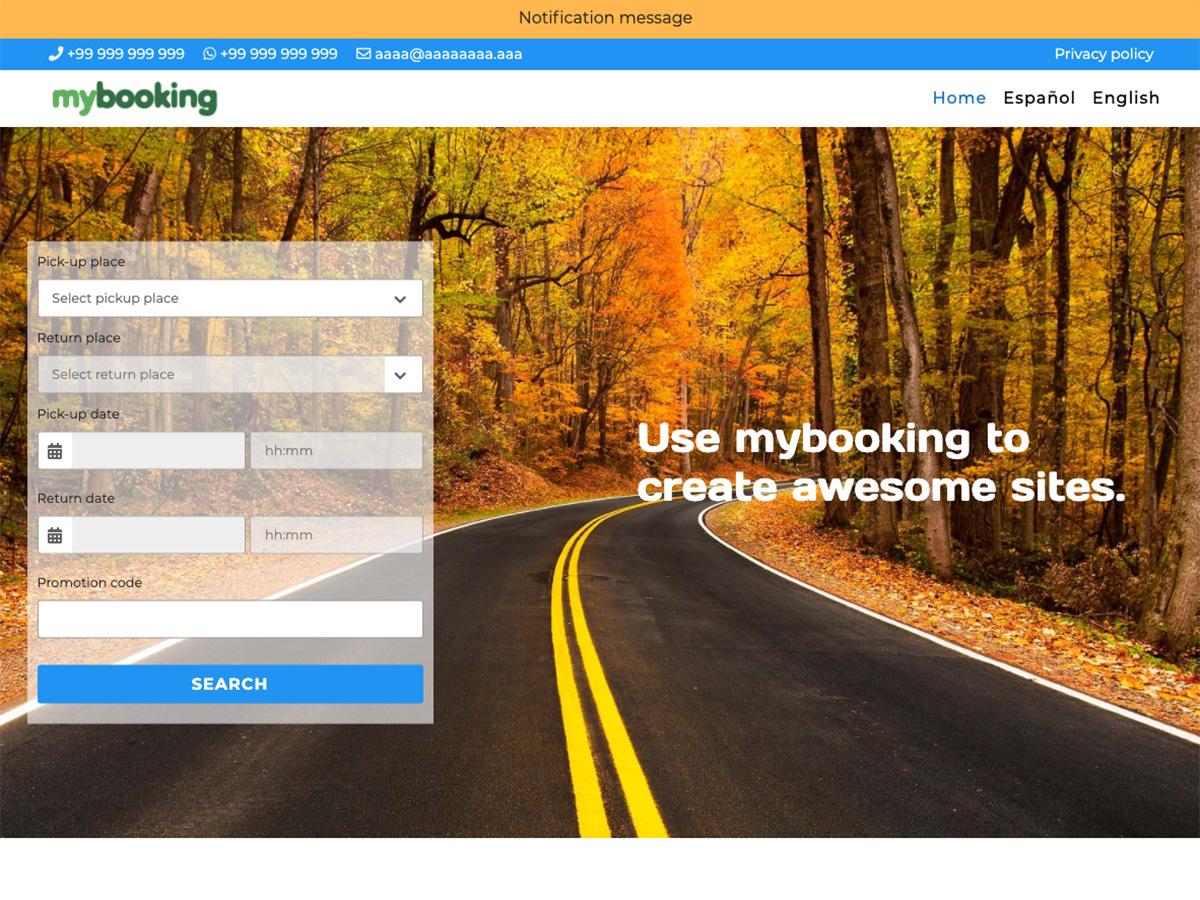 Notification message
+99 999 999 999 +99 999 999 999 aaaa@aaaaaaaa.aaa Privacy policy
mybooking Home Español English
Pick-up place
Select pickup place
Return place
Select return place
Pick-up date
hh:mm
Return date
hh:mm
Promotion code
SEARCH
Use mybooking to
create awesome sites.